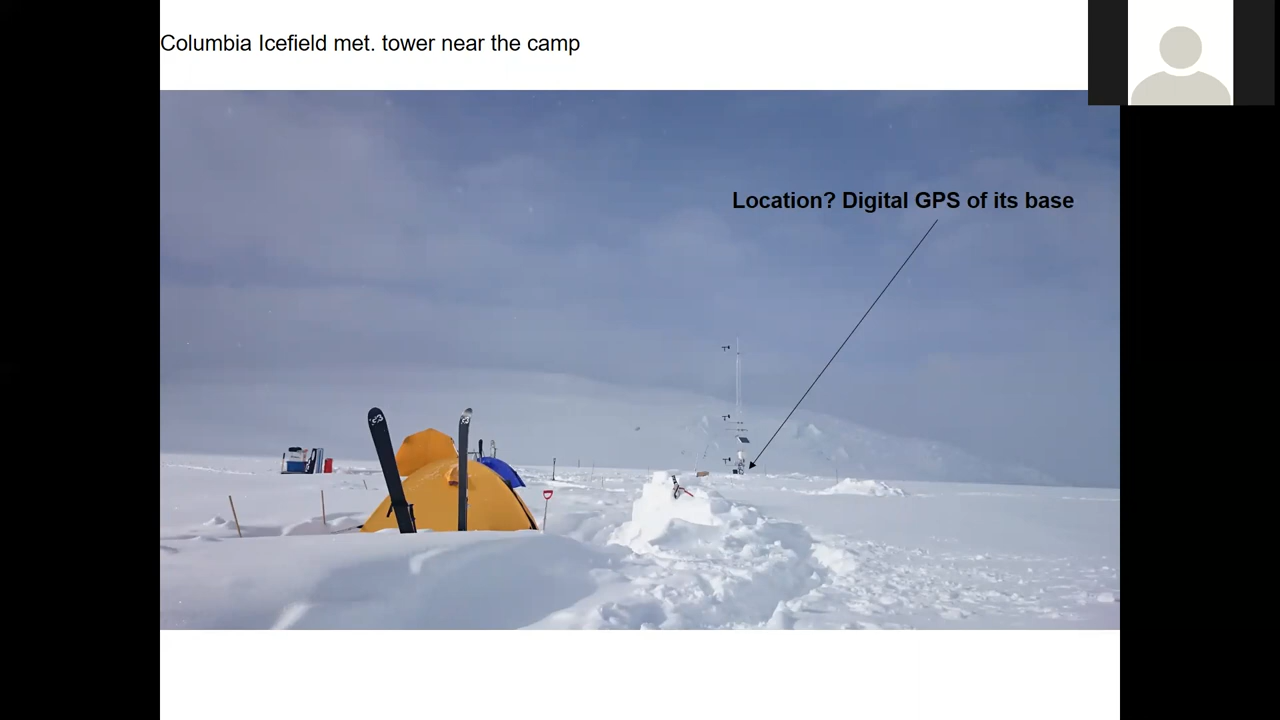 Columbia Icefield met. tower near the camp
Location? Digital GPS of its base